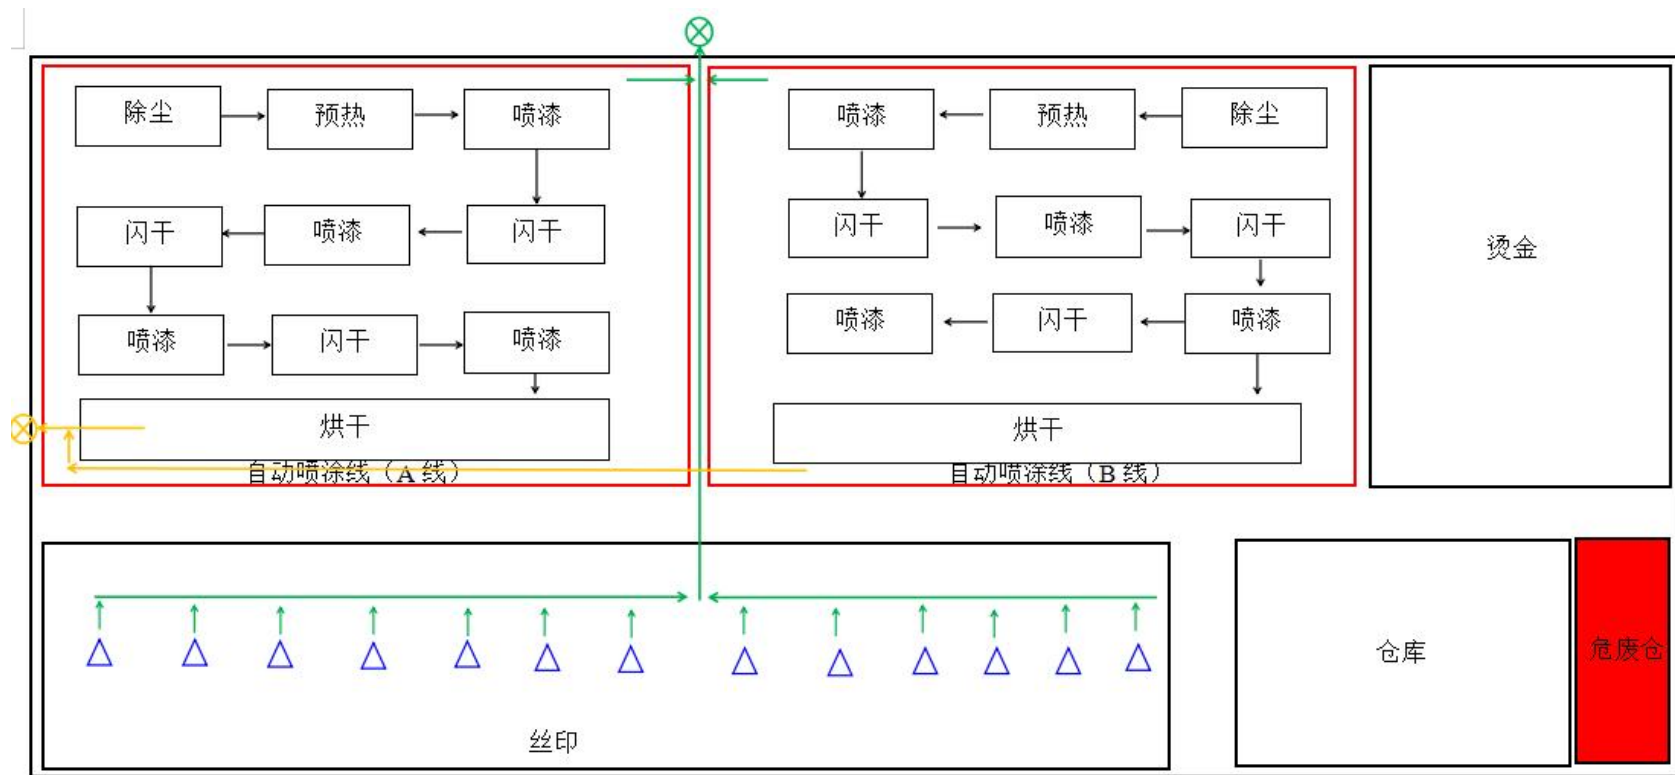 除尘
预热
喷漆
闪干
喷漆
闪干
喷漆
闪干
喷漆
烘干
自动喷涂线（A 线）
喷漆
预热
除尘
闪干
喷漆
闪干
喷漆
闪干
喷漆
烘干
自动喷涂线（B 线）
烫金
丝印
仓库
危废仓